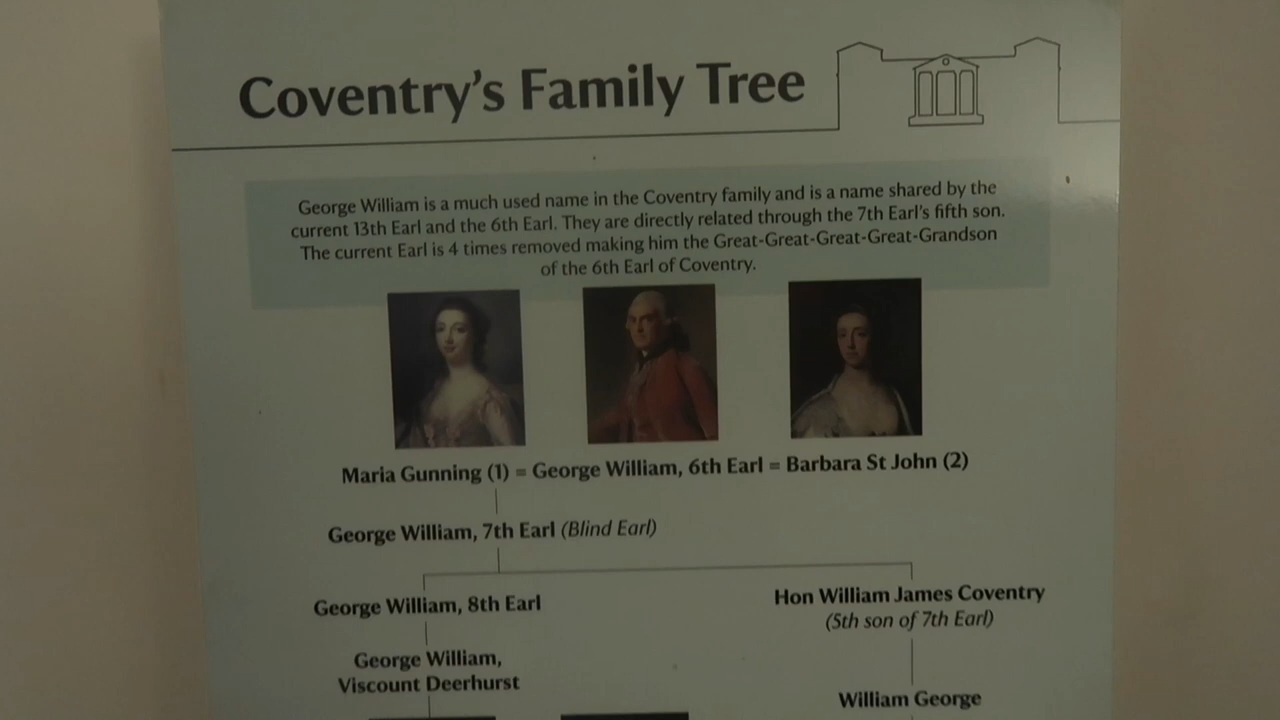 Coventry's Family Tree
George William is a much used name in the Coventry family and is a name shared by the
current 13th Earl and the 6th Earl. They are directly related through the 7th Earl's fifth son.
The current Earl is 4 times removed making him the Great-Great-Great-Great-Grandson
of the 6th Earl of Coventry.
Maria Gunning (1) = George William, 6th Earl = Barbara St John (2)
George William, 7th Earl (Blind Earl)
George William, 8th Earl
Hon William James Coventry
(5th son of 7th Earl)
George William,
Viscount Deerhurst
William George